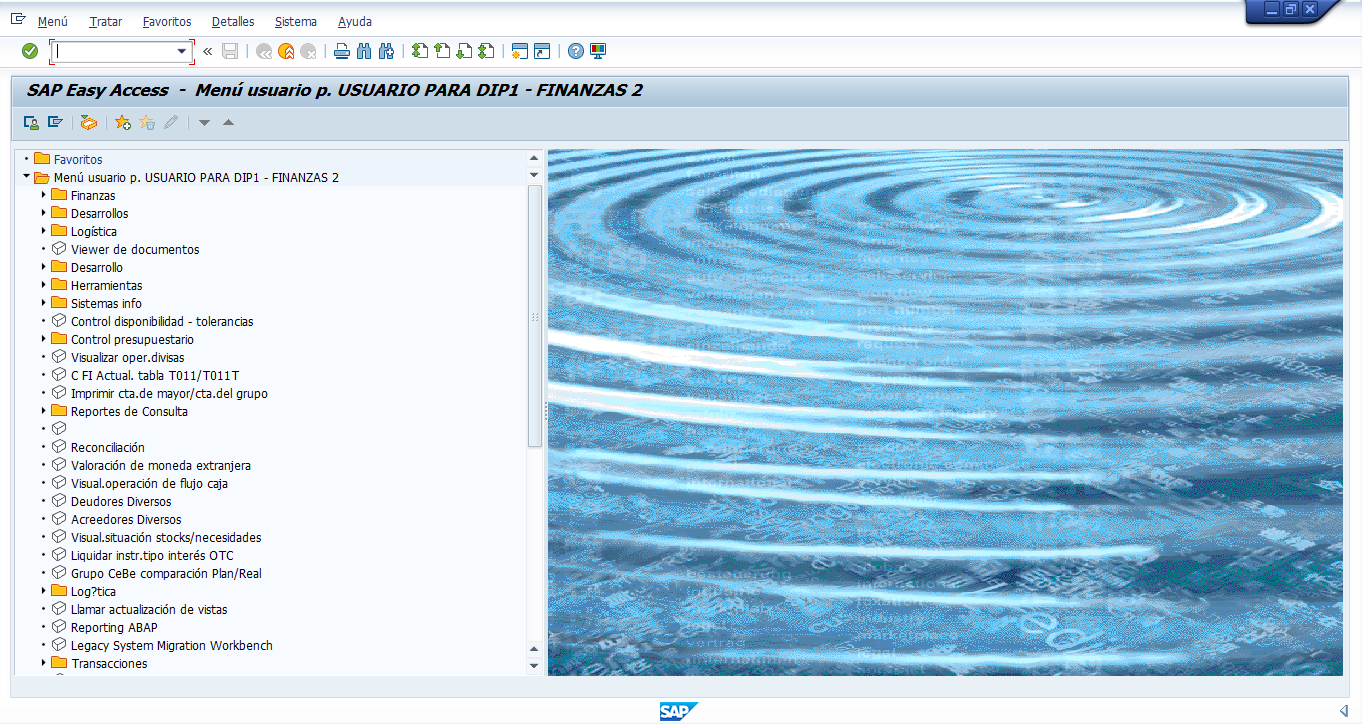 Menú Tratar Favoritos Detalles Sistema Ayuda
SAP Easy Access - Menú usuario p. USUARIO PARA DIP1 - FINANZAS 2
Favoritos
Menú usuario p. USUARIO PARA DIP1 - FINANZAS 2
Finanzas
Desarrollos
Logística
Viewer de documentos
Desarrollo
Herramientas
Sistemas info
Control disponibilidad - tolerancias
Control presupuestario
Visualizar oper.divisas
C FI Actual. tabla T011/T011T
Imprimir cta.de mayor/cta.del grupo
Reportes de Consulta
Reconciliación
Valoración de moneda extranjera
Visual.operación de flujo caja
Deudores Diversos
Acreedores Diversos
Visual.situación stocks/necesidades
Liquidar instr.tipo interés OTC
Grupo CeBe comparación Plan/Real
Log?tica
Llamar actualización de vistas
Reporting ABAP
Legacy System Migration Workbench
Transacciones
SAP